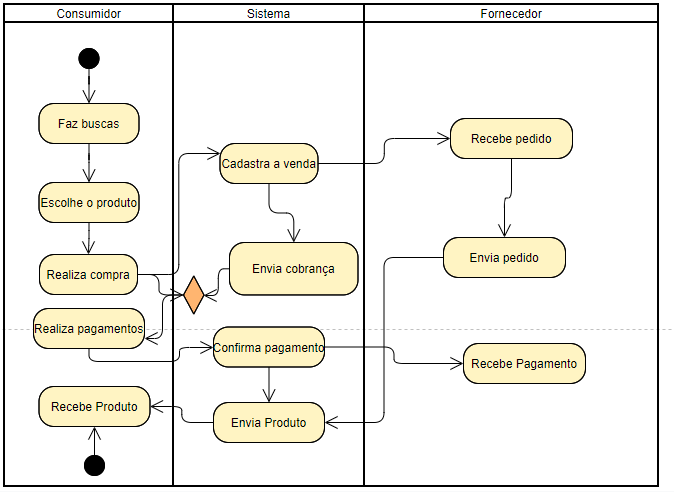 Consumidor
Sistema
Fornecedor
Faz buscas
Recebe pedido
Cadastra a venda
Escolhe o produto
Envia pedido
Envia cobrança
Realiza compra
Realiza pagamentos
Confirma pagamento
Recebe Pagamento
Recebe Produto
Envia Produto